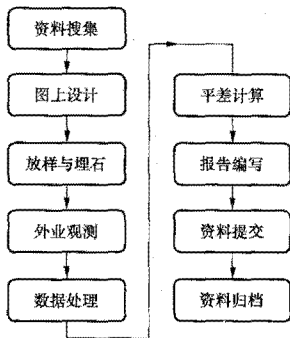 资料搜集
图上设计
放样与埋石
外业观测
数据处理
平差计算
报告编写
资料提交
资料归档